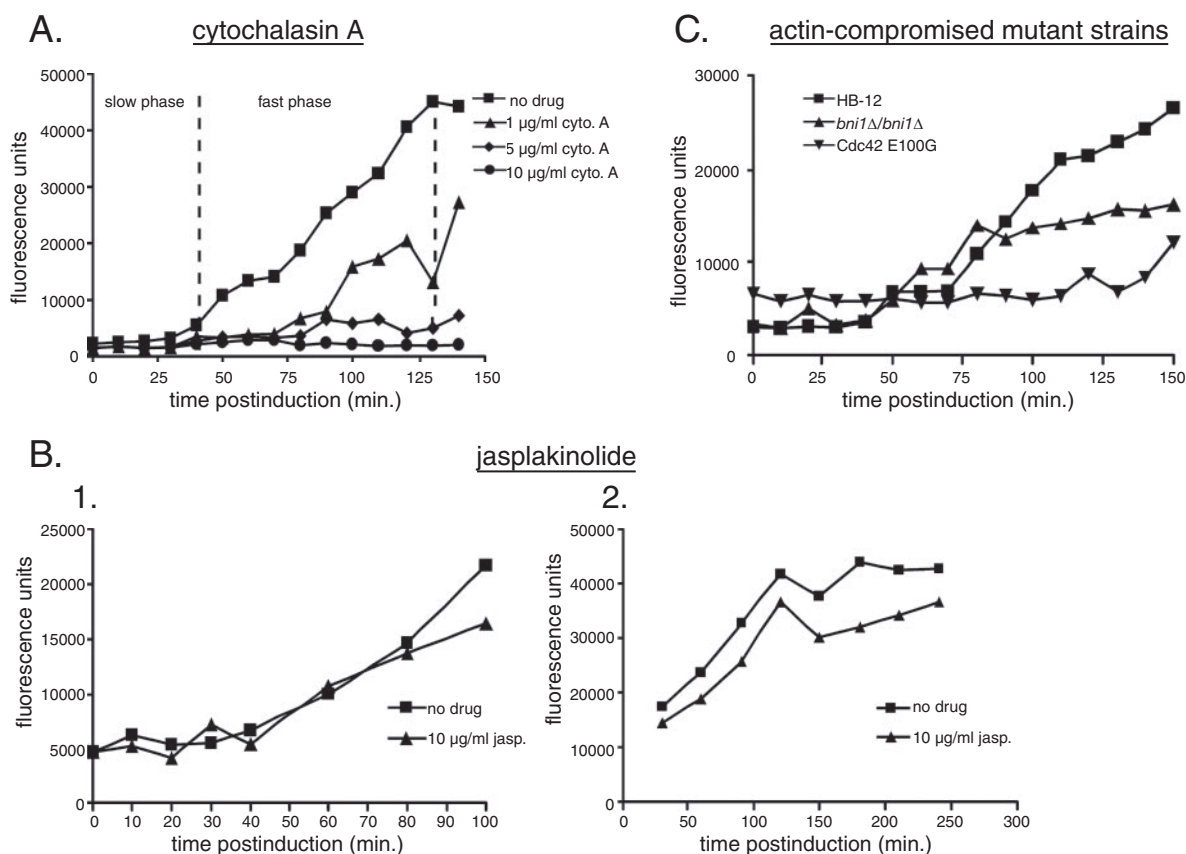 A.
cytochalasin A
50000
40000
30000
20000
10000
0
fluorescence units
slow phase
fast phase
no drug
1 µg/ml cyto. A
5 µg/ml cyto. A
10 µg/ml cyto. A
0 25 50 75 100 125 150
time postinduction (min.)
C.
actin-compromised mutant strains
30000
20000
10000
0
fluorescence units
HB-12
bni1Δ/bni1Δ
Cdc42 E100G
0 25 50 75 100 125 150
time postinduction (min.)
B.
jasplakinolide
1.
25000
20000
15000
10000
5000
0
fluorescence units
no drug
10 µg/ml jasp.
0 10 20 30 40 50 60 70 80 90 100
time postinduction (min.)
2.
50000
40000
30000
20000
10000
0
fluorescence units
no drug
10 µg/ml jasp.
0 50 100 150 200 250 300
time postinduction (min.)